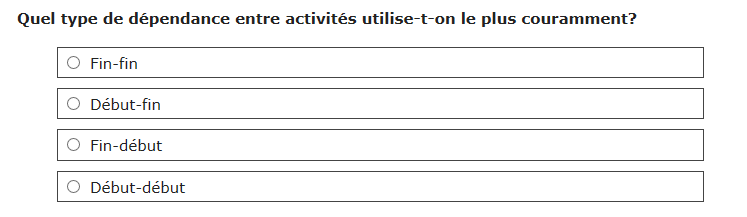 Quel type de dépendance entre activités utilise-t-on le plus couramment?
Fin-fin
Début-fin
Fin-début
Début-début